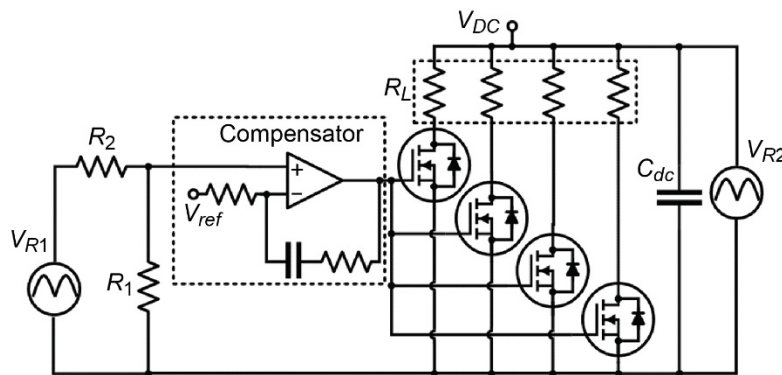 V_DC
R_L
R_2
Compensator
+
−
V_ref
V_R1
R_1
C_dc
V_R2